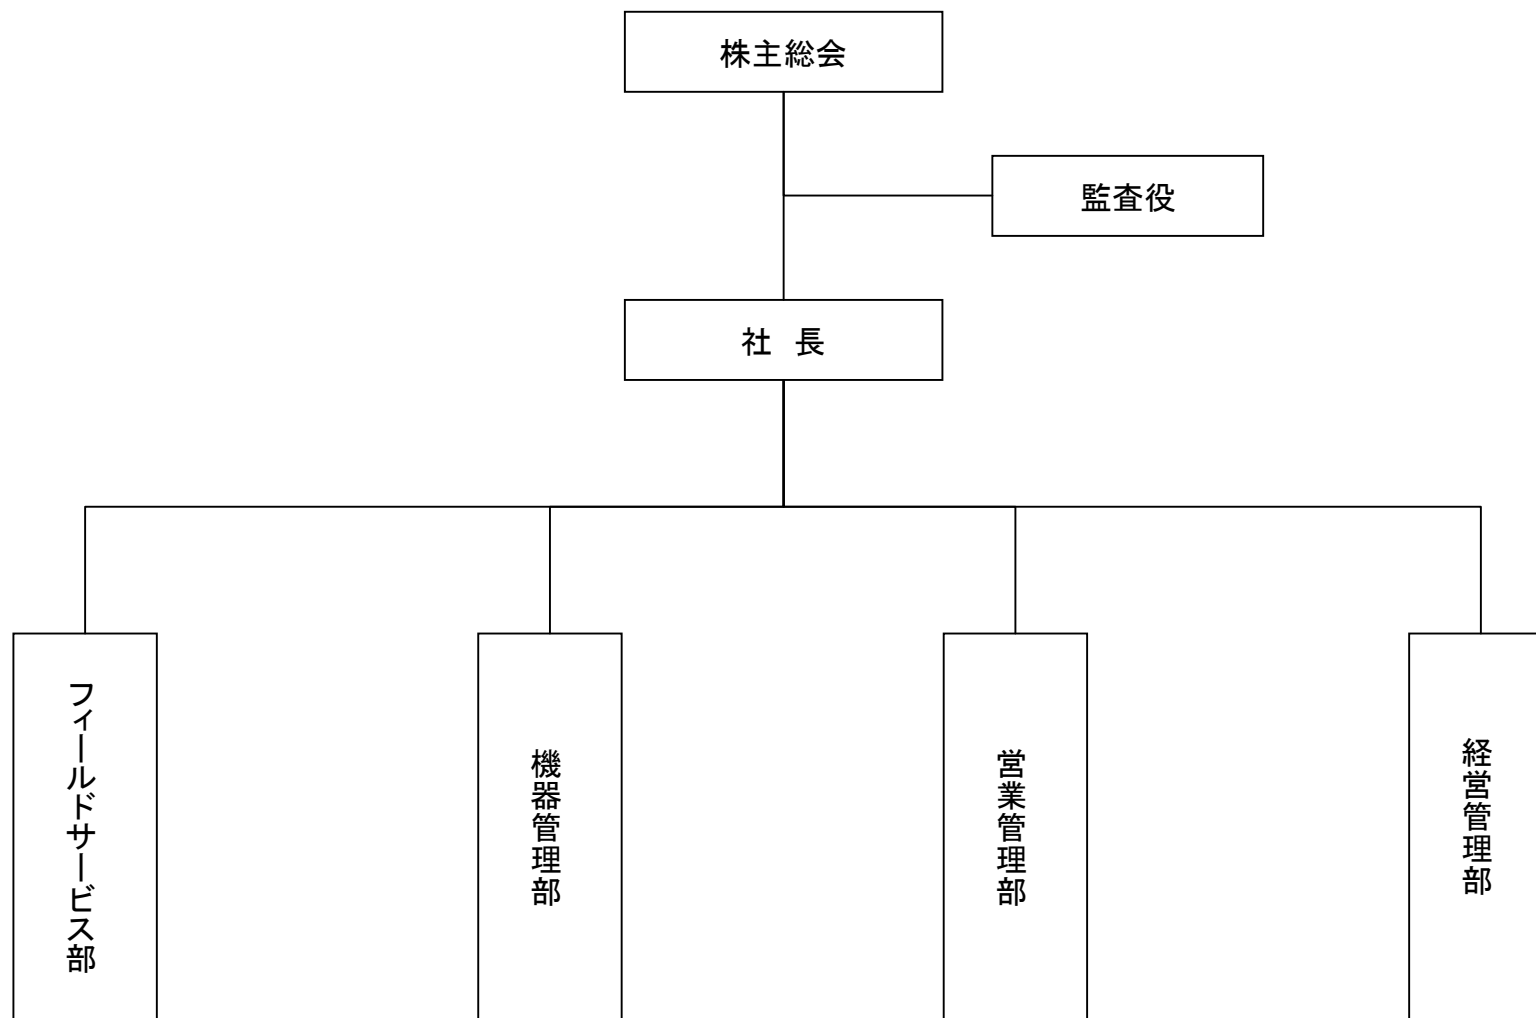 株主総会
監査役
社 長
フィールドサービス部
機器管理部
営業管理部
経営管理部